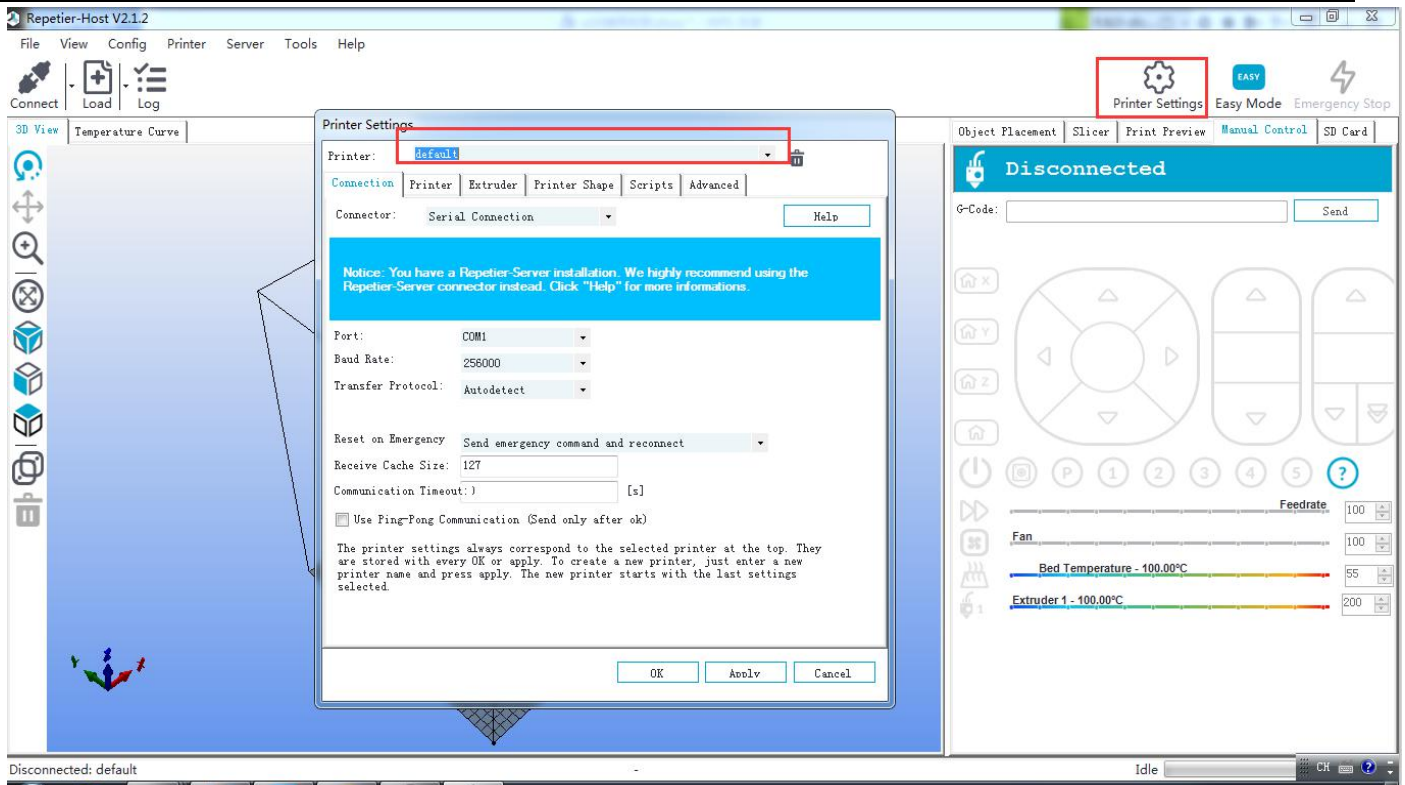 Repetier-Host V2.1.2
File View Config Printer Server Tools Help
Connect Load Log
Printer Settings Easy Mode Emergency Stop
EASY
3D View Temperature Curve
Printer Settings
Printer: default
Connection Printer Extruder Printer Shape Scripts Advanced
Connector: Serial Connection Help
Notice: You have a Repetier-Server installation. We highly recommend using the
Repetier-Server connector instead. Click "Help" for more informations.
Port: COM1
Baud Rate: 256000
Transfer Protocol: Autodetect
Reset on Emergency Send emergency command and reconnect
Receive Cache Size: 127
Communication Timeout:) [s]
Use Ping-Pong Communication (Send only after ok)
The printer settings always correspond to the selected printer at the top. They
are stored with every OK or apply. To create a new printer, just enter a new
printer name and press apply. The new printer starts with the last settings
selected.
OK Apply Cancel
Object Placement Slicer Print Preview Manual Control SD Card
Disconnected
G-Code: Send
X
Y
Z
P 1 2 3 4 5 ?
Feedrate 100
Fan 100
Bed Temperature - 100.00°C 55
1 Extruder 1 - 100.00°C 200
Y Z X
Disconnected: default - Idle
CH ?